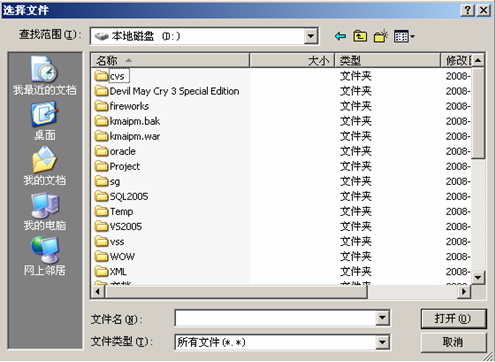 选择文件
查找范围(I): 本地磁盘 (D:)
我最近的文档
桌面
我的文档
我的电脑
网上邻居
名称 大小 类型 修改日
cvs 文件夹 2008-
Devil May Cry 3 Special Edition 文件夹 2008-
fireworks 文件夹 2008-
kmaipm.bak 文件夹 2008-
kmaipm.war 文件夹 2008-
oracle 文件夹 2008-
Project 文件夹 2008-
sg 文件夹 2008-
SQL2005 文件夹 2008-
Temp 文件夹 2008-
VS2005 文件夹 2008-
vss 文件夹 2008-
WOW 文件夹 2008-
XML 文件夹 2008-
文件名(N): 打开(O)
文件类型(T): 所有文件(*.*) 取消